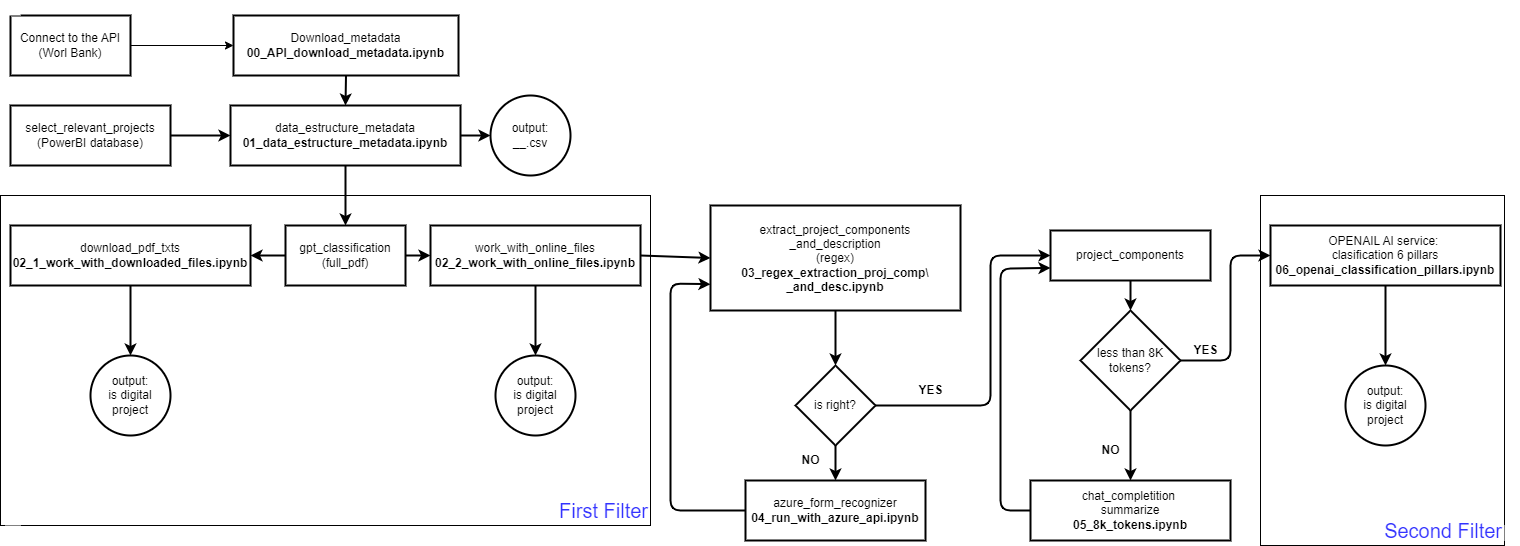 Connect to the API
(Worl Bank)
Download_metadata
00_API_download_metadata.ipynb
select_relevant_projects
(PowerBI database)
data_estructure_metadata
01_data_estructure_metadata.ipynb
output:
__.csv
download_pdf_txts
02_1_work_with_downloaded_files.ipynb
gpt_classification
(full_pdf)
work_with_online_files
02_2_work_with_online_files.ipynb
output:
is digital
project
output:
is digital
project
First Filter
extract_project_components
_and_description
(regex)
03_regex_extraction_proj_comp\
_and_desc.ipynb
is right?
YES
NO
azure_form_recognizer
04_run_with_azure_api.ipynb
project_components
less than 8K
tokens?
YES
NO
chat_completition
summarize
05_8k_tokens.ipynb
OPENAIL AI service:
clasification 6 pillars
06_openai_classification_pillars.ipynb
output:
is digital
project
Second Filter